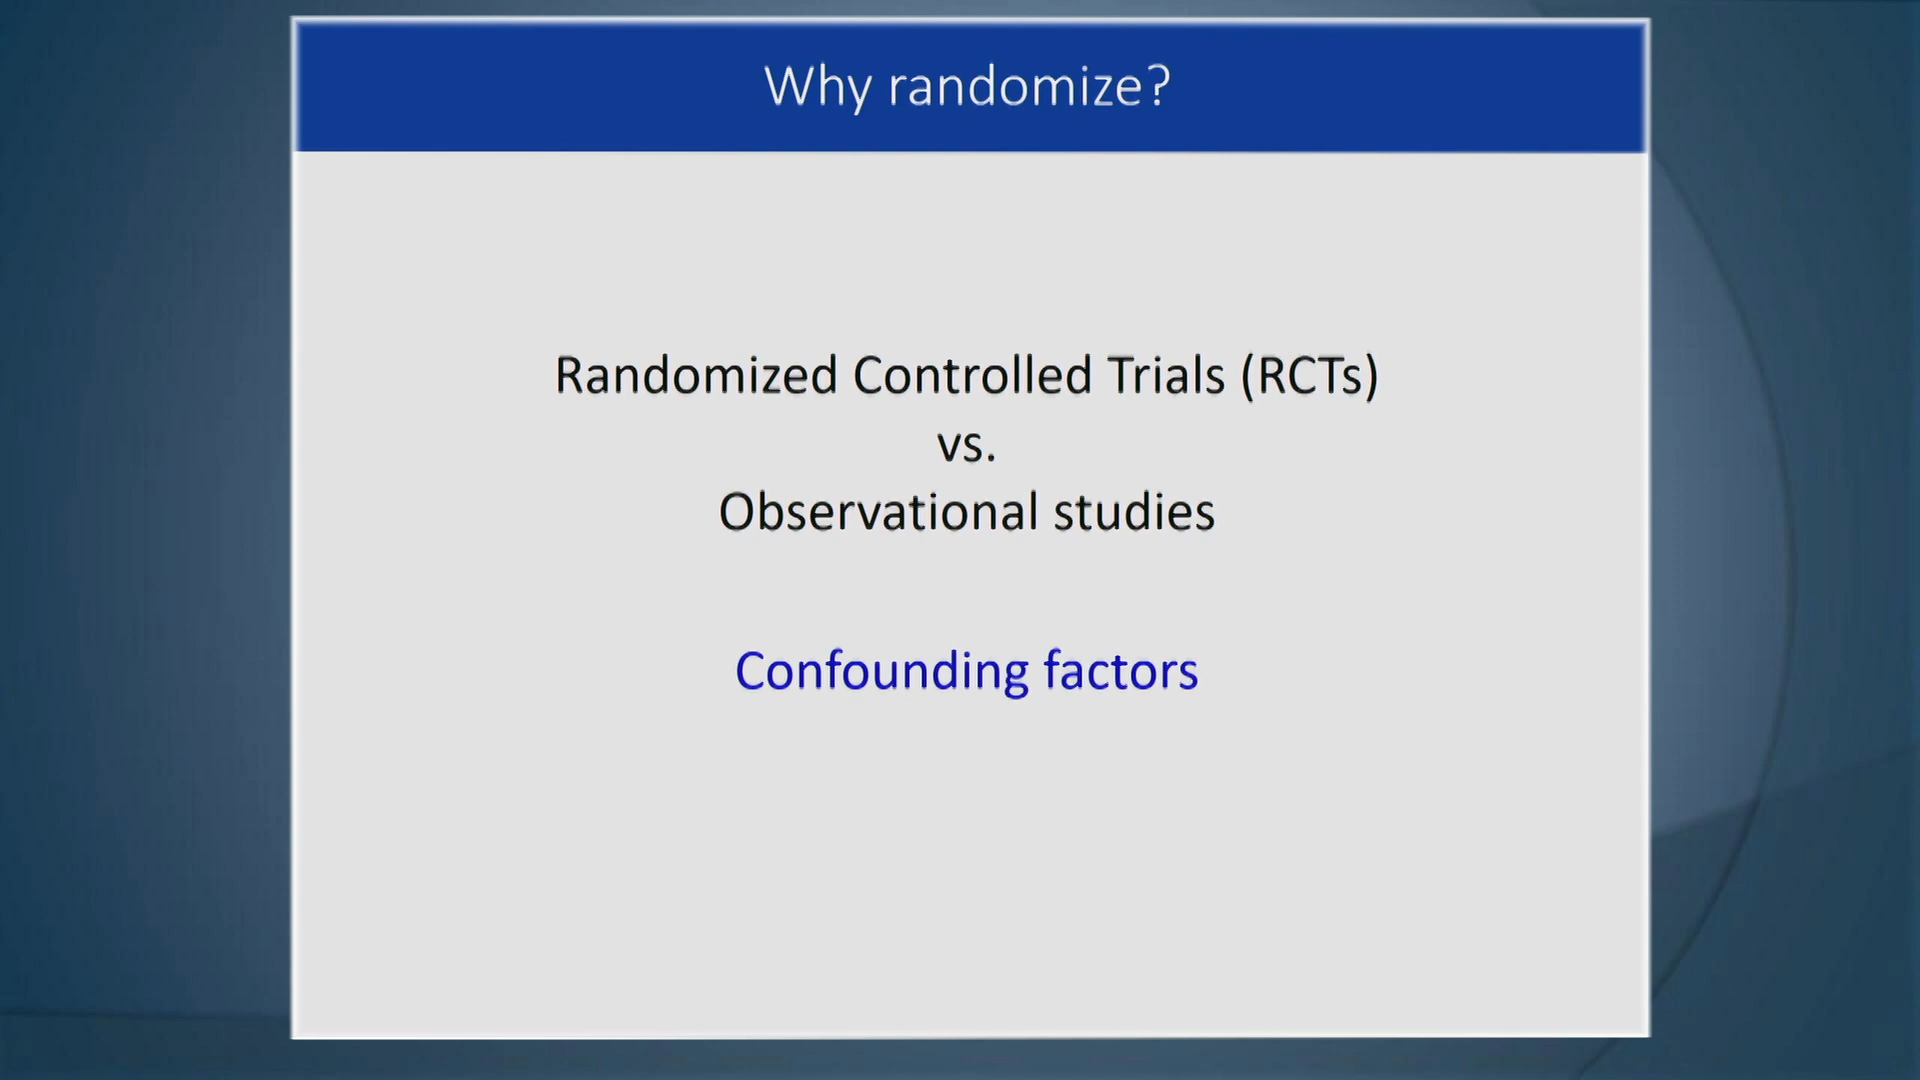 Why randomize?
Randomized Controlled Trials (RCTs)
vs.
Observational studies
Confounding factors